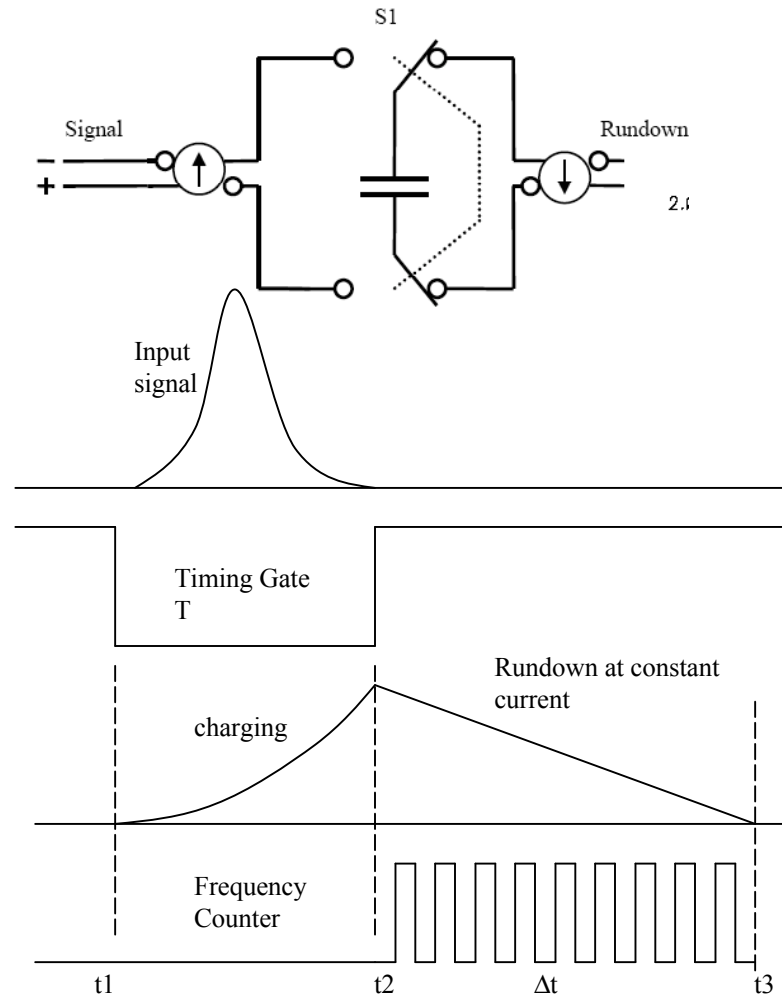 S1
Signal
Rundown
− 
+
Input
signal
Timing Gate
T
Rundown at constant
current
charging
Frequency
Counter
t1
t2
Δt
t3